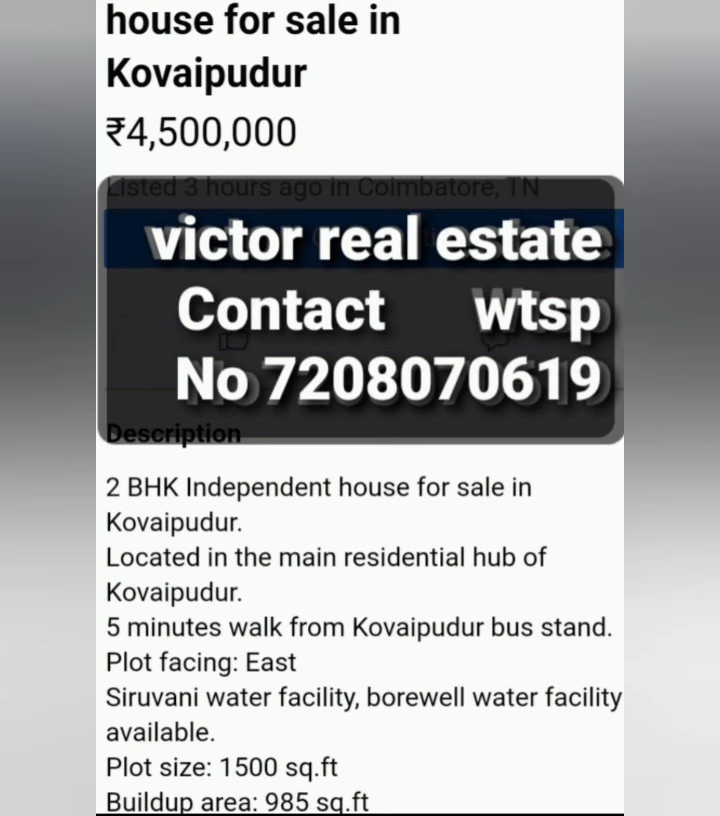 house for sale in
Kovaipudur
₹4,500,000
Listed 3 hours ago in Coimbatore, TN
victor real estate
Contact wtsp
No 7208070619
Description
2 BHK Independent house for sale in
Kovaipudur.
Located in the main residential hub of
Kovaipudur.
5 minutes walk from Kovaipudur bus stand.
Plot facing: East
Siruvani water facility, borewell water facility
available.
Plot size: 1500 sq.ft
Buildup area: 985 sq.ft